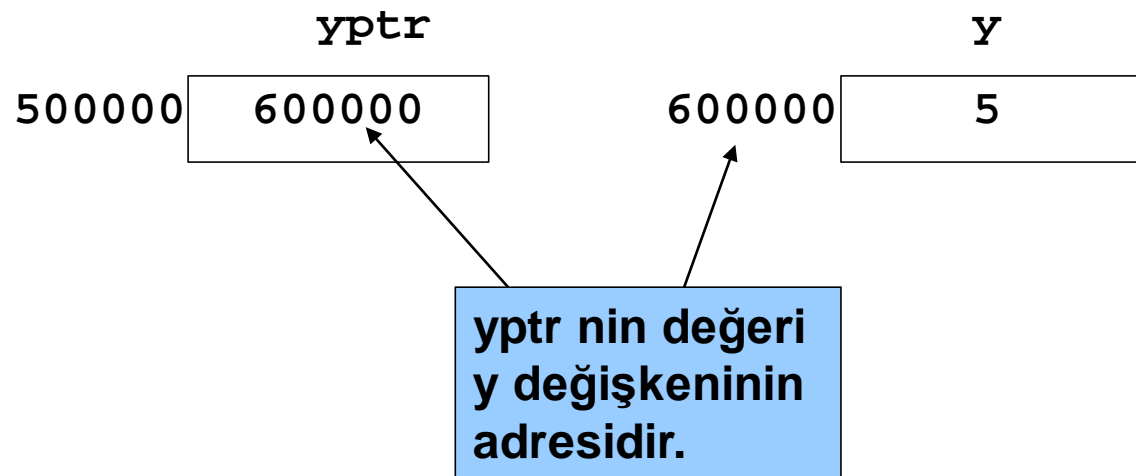 yptr y
500000 600000 600000 5
yptr nin değeri
y değişkeninin
adresidir.